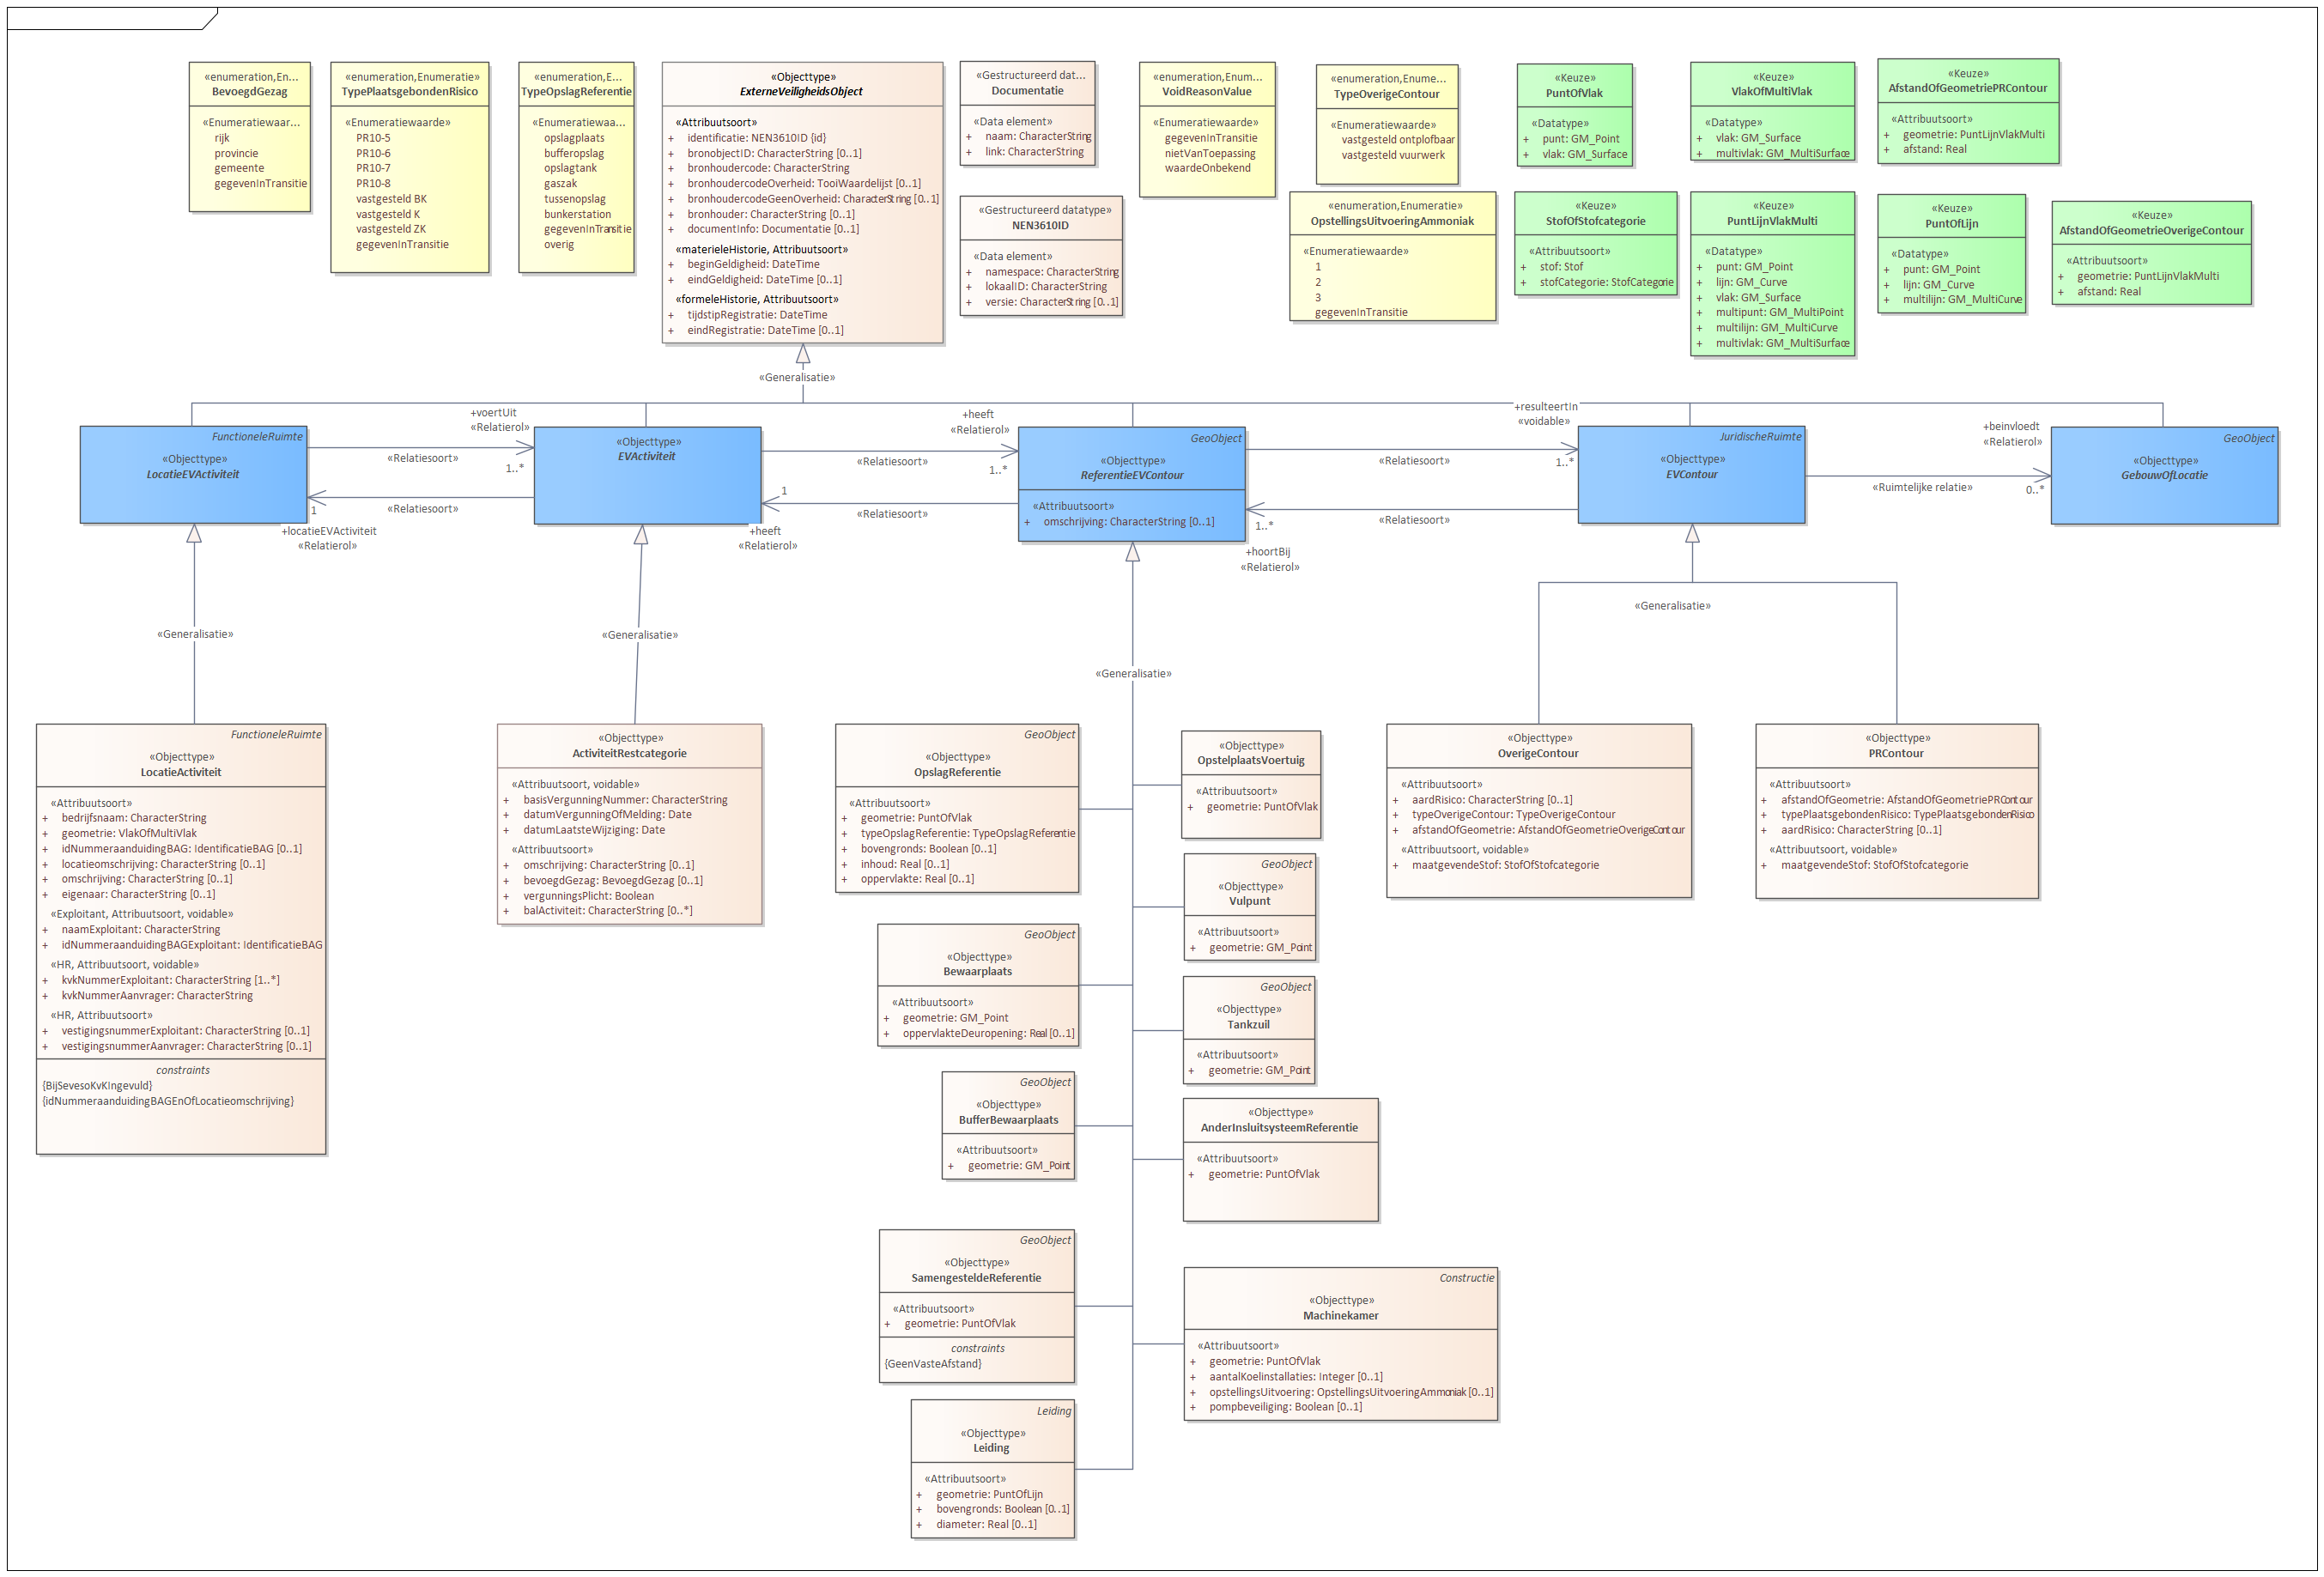 «enumeration,En...
BevoegdGezag
«Enumeratiewaar...
rijk
provincie
gemeente
gegevenInTransitie
«enumeration,Enumeratie»
TypePlaatsgebondenRisico
«Enumeratiewaarde»
PR10-5
PR10-6
PR10-7
PR10-8
vastgesteld BK
vastgesteld K
vastgesteld ZK
gegevenInTransitie
«enumeration,E...
TypeOpslagReferentie
«Enumeratiewaa...
opslagplaats
bufferopslag
opslagtank
gaszak
tussenopslag
bunkerstation
gegevenInTransitie
overig
«Objecttype»
ExterneVeiligheidsObject
«Attribuutsoort»
+ identificatie: NEN3610ID {id}
+ bronobjectID: CharacterString [0..1]
+ bronhoudercode: CharacterString
+ bronhoudercodeOverheid: TooiWaardelijst [0..1]
+ bronhoudercodeGeenOverheid: CharacterString [0..1]
+ bronhouder: CharacterString [0..1]
+ documentInfo: Documentatie [0..1]
«materieleHistorie, Attribuutsoort»
+ beginGeldigheid: DateTime
+ eindGeldigheid: DateTime [0..1]
«formeleHistorie, Attribuutsoort»
+ tijdstipRegistratie: DateTime
+ eindRegistratie: DateTime [0..1]
«Gestructureerd dat...
Documentatie
«Data element»
+ naam: CharacterString
+ link: CharacterString
«Gestructureerd datatype»
NEN3610ID
«Data element»
+ namespace: CharacterString
+ lokaalID: CharacterString
+ versie: CharacterString [0..1]
«enumeration,Enum...
VoidReasonValue
«Enumeratiewaarde»
gegevenInTransitie
nietVanToepassing
waardeOnbekend
«enumeration,Enume...
TypeOverigeContour
«Enumeratiewaarde»
vastgesteld ontplofbaar
vastgesteld vuurwerk
«enumeration,Enumeratie»
OpstellingsUitvoeringAmmoniak
«Enumeratiewaarde»
1
2
3
gegevenInTransitie
«Keuze»
PuntOfVlak
«Datatype»
+ punt: GM_Point
+ vlak: GM_Surface
«Keuze»
StofOfStofcategorie
«Attribuutsoort»
+ stof: Stof
+ stofCategorie: StofCategorie
«Keuze»
VlakOfMultiVlak
«Datatype»
+ vlak: GM_Surface
+ multivlak: GM_MultiSurface
«Keuze»
PuntLijnVlakMulti
«Datatype»
+ punt: GM_Point
+ lijn: GM_Curve
+ vlak: GM_Surface
+ multipunt: GM_MultiPoint
+ multilijn: GM_MultiCurve
+ multivlak: GM_MultiSurface
«Keuze»
AfstandOfGeometriePRContour
«Attribuutsoort»
+ geometrie: PuntLijnVlakMulti
+ afstand: Real
«Keuze»
PuntOfLijn
«Datatype»
+ punt: GM_Point
+ lijn: GM_Curve
+ multilijn: GM_MultiCurve
«Keuze»
AfstandOfGeometrieOverigeContour
«Attribuutsoort»
+ geometrie: PuntLijnVlakMulti
+ afstand: Real
«Generalisatie»
FunctioneleRuimte
«Objecttype»
LocatieEVActiviteit
+voertUit
«Relatierol»
«Relatiesoort»
1..*
«Relatiesoort»
1
+locatieEVActiviteit
«Relatierol»
«Objecttype»
EVActiviteit
+heeft
«Relatierol»
«Relatiesoort»
1..*
1
«Relatiesoort»
+heeft
«Relatierol»
GeoObject
«Objecttype»
ReferentieEVContour
«Attribuutsoort»
+ omschrijving: CharacterString [0..1]
+resulteertIn
«voidable»
«Relatiesoort»
1..*
«Relatiesoort»
1..*
+hoortBij
«Relatierol»
JuridischeRuimte
«Objecttype»
EVContour
+beinvloedt
«Relatierol»
«Ruimtelijke relatie»
0..*
GeoObject
«Objecttype»
GebouwOfLocatie
«Generalisatie»
«Generalisatie»
«Generalisatie»
«Generalisatie»
FunctioneleRuimte
«Objecttype»
LocatieActiviteit
«Attribuutsoort»
+ bedrijfsnaam: CharacterString
+ geometrie: VlakOfMultiVlak
+ idNummeraanduidingBAG: IdentificatieBAG [0..1]
+ locatieomschrijving: CharacterString [0..1]
+ omschrijving: CharacterString [0..1]
+ eigenaar: CharacterString [0..1]
«Exploitant, Attribuutsoort, voidable»
+ naamExploitant: CharacterString
+ idNummeraanduidingBAGExploitant: IdentificatieBAG
«HR, Attribuutsoort, voidable»
+ kvkNummerExploitant: CharacterString [1..*]
+ kvkNummerAanvrager: CharacterString
«HR, Attribuutsoort»
+ vestigingsnummerExploitant: CharacterString [0..1]
+ vestigingsnummerAanvrager: CharacterString [0..1]
constraints
{BijSevesoKvKIngevuld}
{idNummeraanduidingBAGEnOfLocatieomschrijving}
«Objecttype»
ActiviteitRestcategorie
«Attribuutsoort, voidable»
+ basisVergunningNummer: CharacterString
+ datumVergunningOfMelding: Date
+ datumLaatsteWijziging: Date
«Attribuutsoort»
+ omschrijving: CharacterString [0..1]
+ bevoegdGezag: BevoegdGezag [0..1]
+ vergunningsPlicht: Boolean
+ balActiviteit: CharacterString [0..*]
GeoObject
«Objecttype»
OpslagReferentie
«Attribuutsoort»
+ geometrie: PuntOfVlak
+ typeOpslagReferentie: TypeOpslagReferentie
+ bovengronds: Boolean [0..1]
+ inhoud: Real [0..1]
+ oppervlakte: Real [0..1]
«Objecttype»
OpstelplaatsVoertuig
«Attribuutsoort»
+ geometrie: PuntOfVlak
GeoObject
«Objecttype»
Vulpunt
«Attribuutsoort»
+ geometrie: GM_Point
GeoObject
«Objecttype»
Bewaarplaats
«Attribuutsoort»
+ geometrie: GM_Point
+ oppervlakteDeuropening: Real [0..1]
GeoObject
«Objecttype»
Tankzuil
«Attribuutsoort»
+ geometrie: GM_Point
GeoObject
«Objecttype»
BufferBewaarplaats
«Attribuutsoort»
+ geometrie: GM_Point
«Objecttype»
AnderInsluitsysteemReferentie
«Attribuutsoort»
+ geometrie: PuntOfVlak
GeoObject
«Objecttype»
SamengesteldeReferentie
«Attribuutsoort»
+ geometrie: PuntOfVlak
constraints
{GeenVasteAfstand}
Constructie
«Objecttype»
Machinekamer
«Attribuutsoort»
+ geometrie: PuntOfVlak
+ aantalKoelinstallaties: Integer [0..1]
+ opstellingsUitvoering: OpstellingsUitvoeringAmmoniak [0..1]
+ pompbeveiliging: Boolean [0..1]
Leiding
«Objecttype»
Leiding
«Attribuutsoort»
+ geometrie: PuntOfLijn
+ bovengronds: Boolean [0..1]
+ diameter: Real [0..1]
«Objecttype»
OverigeContour
«Attribuutsoort»
+ aardRisico: CharacterString [0..1]
+ typeOverigeContour: TypeOverigeContour
+ afstandOfGeometrie: AfstandOfGeometrieOverigeContour
«Attribuutsoort, voidable»
+ maatgevendeStof: StofOfStofcategorie
«Objecttype»
PRContour
«Attribuutsoort»
+ afstandOfGeometrie: AfstandOfGeometriePRContour
+ typePlaatsgebondenRisico: TypePlaatsgebondenRisico
+ aardRisico: CharacterString [0..1]
«Attribuutsoort, voidable»
+ maatgevendeStof: StofOfStofcategorie